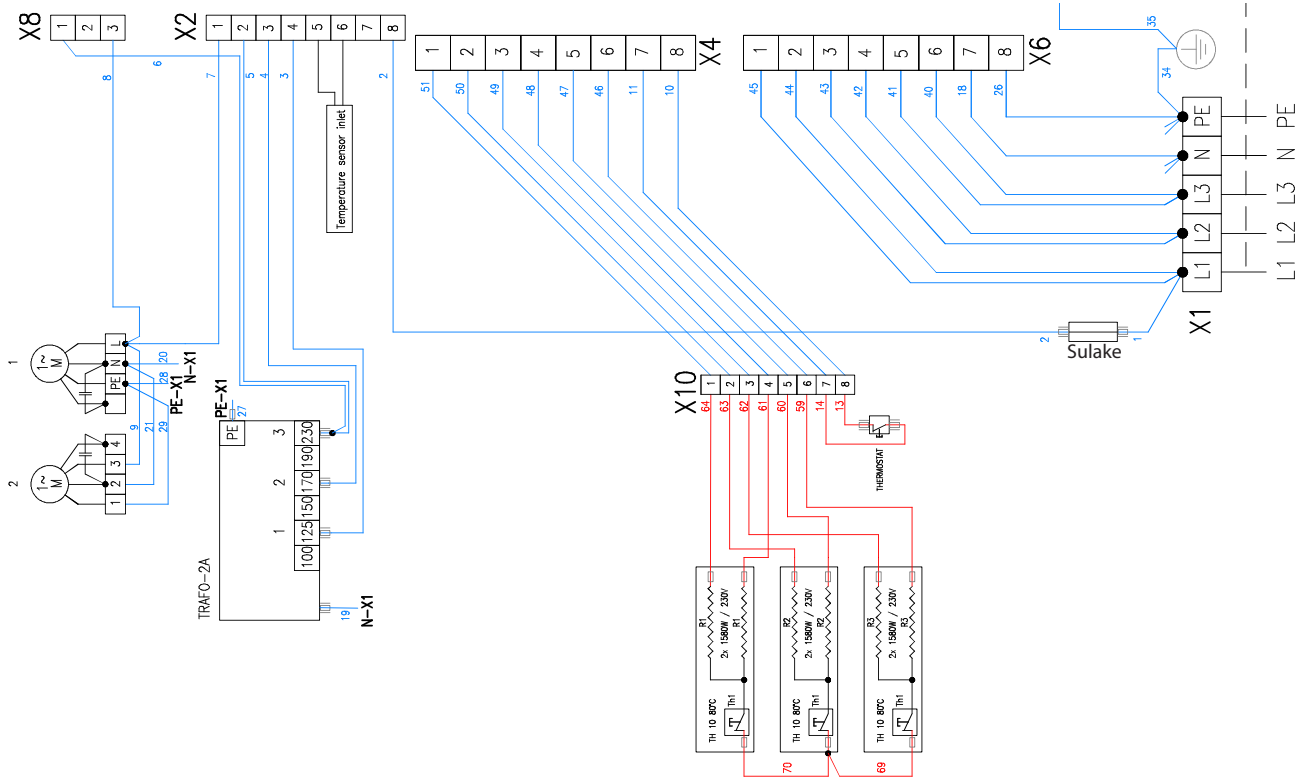 X8
1
2
3
X2
1
2
3
4
5
6
7
8
1
2
3
4
5
6
7
8
X4
1
2
3
4
5
6
7
8
X6
8
6
7
5
4
3
2
51
50
49
48
47
46
11
10
45
44
43
42
41
40
18
26
34
35
Temperature sensor inlet
L1
L2
L3
N
PE
X1
L1
L2
L3
N
PE
2
Sulake
1
1
1~
M
PE
N
L
20
28
N-X1
PE-X1
2
1~
M
1
2
3
4
9
21
29
PE-X1
27
PE
TRAFO-2A
1
2
3
100
125
150
170
190
230
19
N-X1
X10
1
2
3
4
5
6
7
8
64
63
62
61
60
59
14
13
THERMOSTAT
R1
2x 1580W / 230V
R1
TH 10 80°C
Th1
R2
2x 1580W / 230V
R2
TH 10 80°C
Th1
R3
2x 1580W / 230V
R3
TH 10 80°C
Th1
70
69